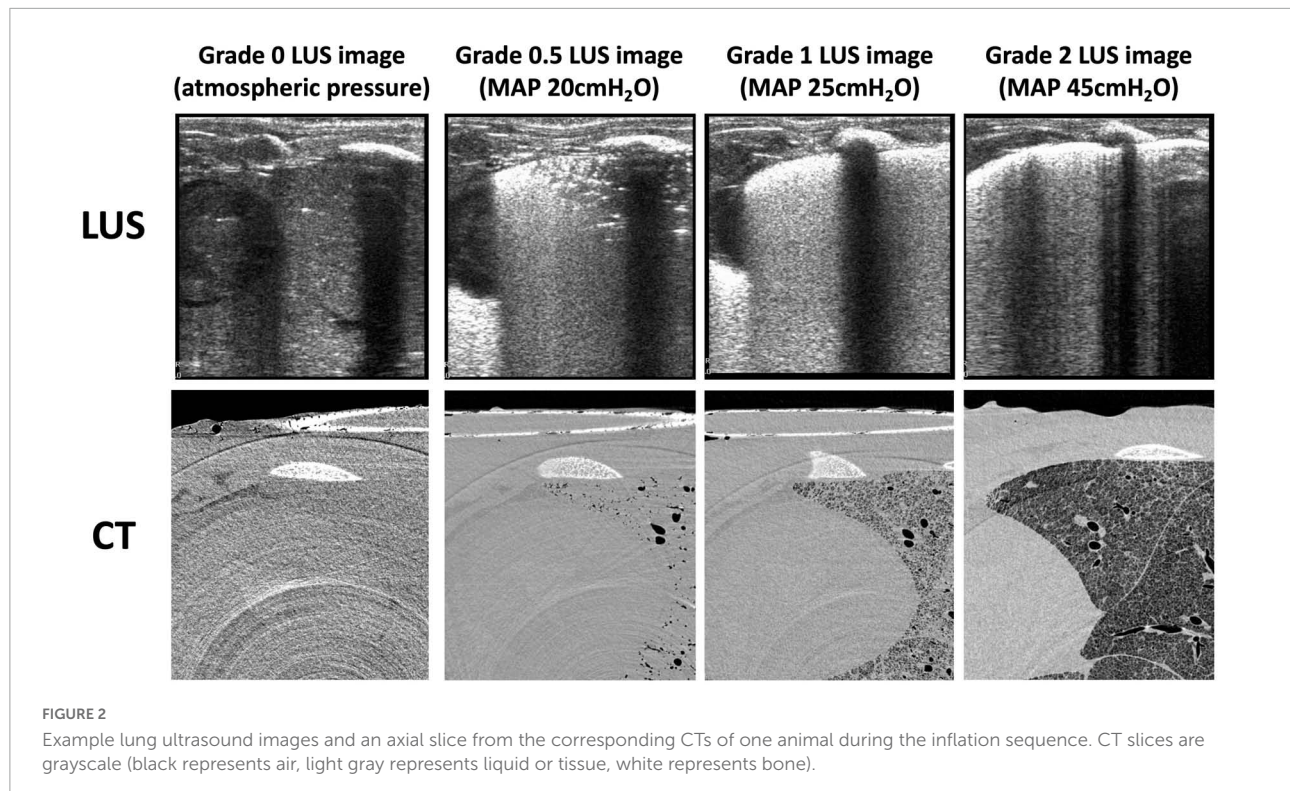 Grade 0 LUS image
(atmospheric pressure)
Grade 0.5 LUS image
(MAP 20cmH₂O)
Grade 1 LUS image
(MAP 25cmH₂O)
Grade 2 LUS image
(MAP 45cmH₂O)
LUS
CT
FIGURE 2
Example lung ultrasound images and an axial slice from the corresponding CTs of one animal during the inflation sequence. CT slices are
grayscale (black represents air, light gray represents liquid or tissue, white represents bone).